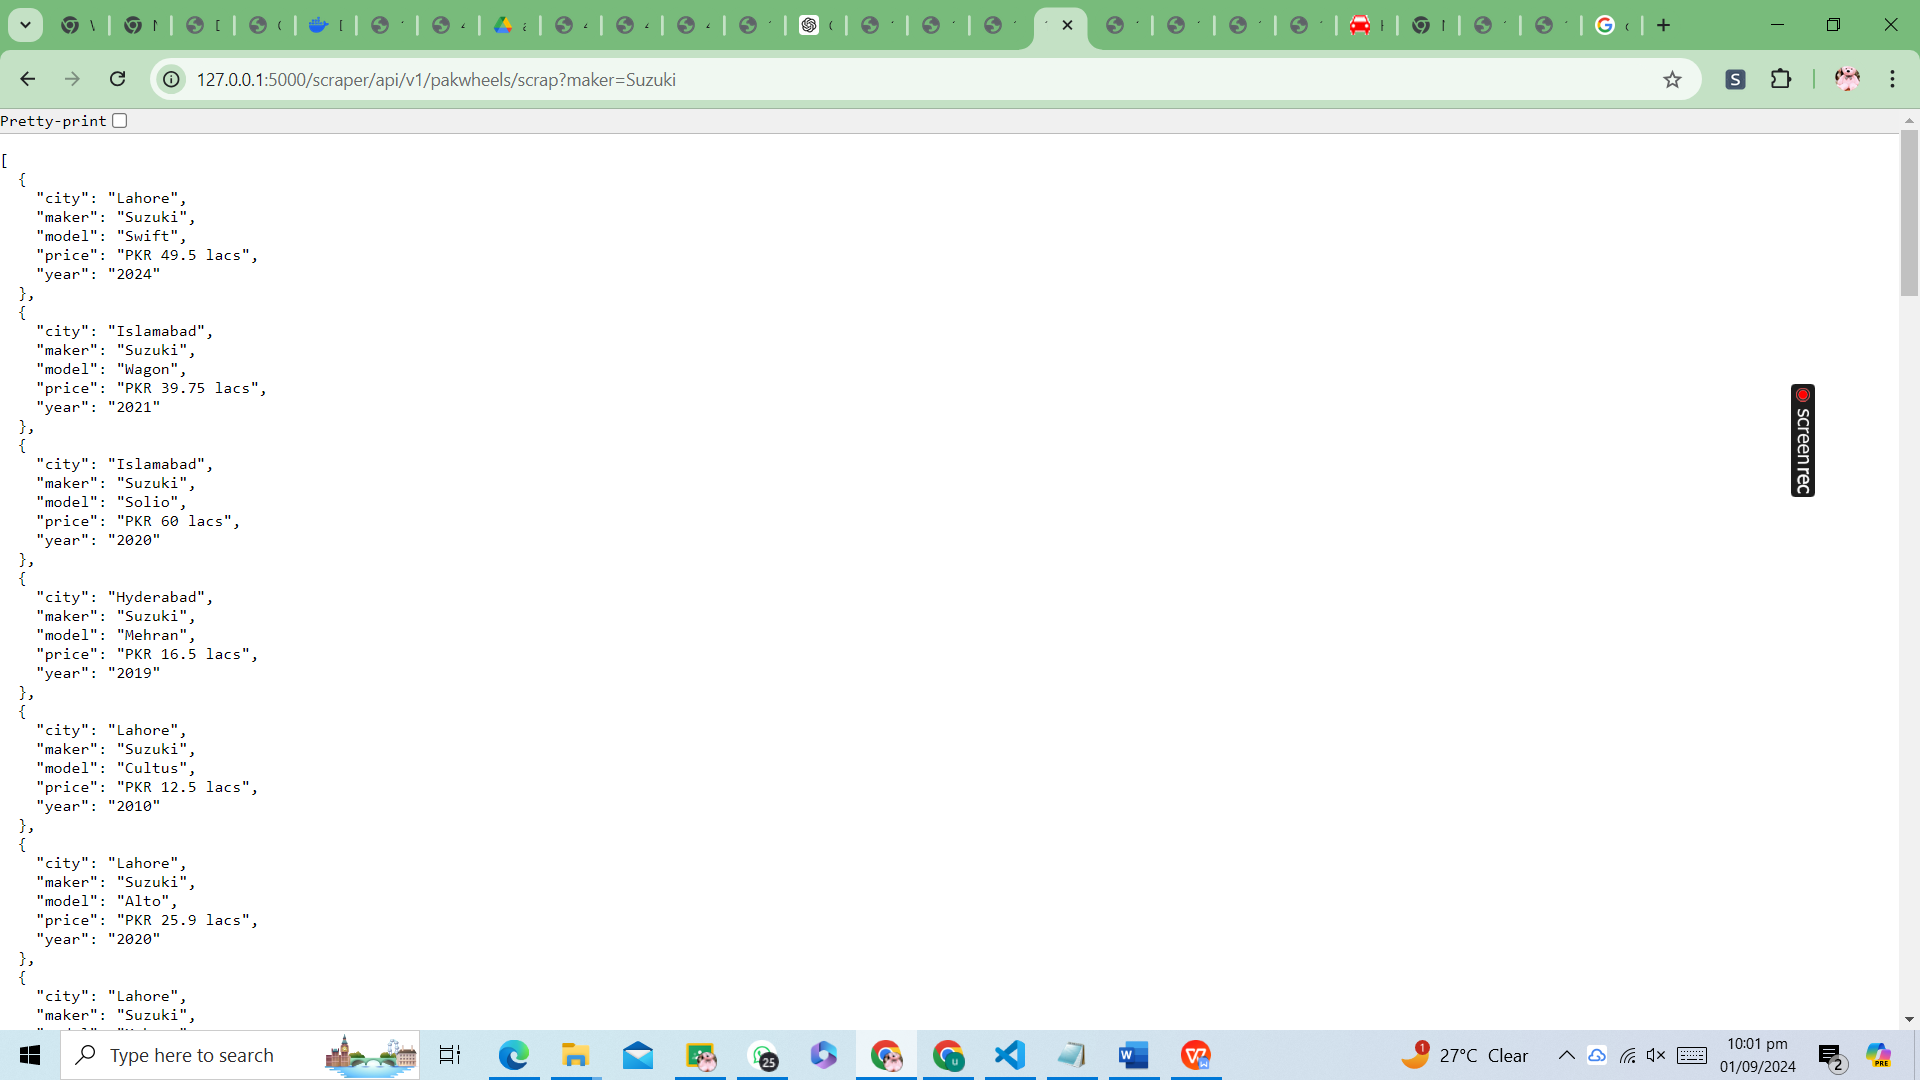 127.0.0.1:5000/scraper/api/v1/pakwheels/scrap?maker=Suzuki
Pretty-print
[
{
"city": "Lahore",
"maker": "Suzuki",
"model": "Swift",
"price": "PKR 49.5 lacs",
"year": "2024"
},
{
"city": "Islamabad",
"maker": "Suzuki",
"model": "Wagon",
"price": "PKR 39.75 lacs",
"year": "2021"
},
{
"city": "Islamabad",
"maker": "Suzuki",
"model": "Solio",
"price": "PKR 60 lacs",
"year": "2020"
},
{
"city": "Hyderabad",
"maker": "Suzuki",
"model": "Mehran",
"price": "PKR 16.5 lacs",
"year": "2019"
},
{
"city": "Lahore",
"maker": "Suzuki",
"model": "Cultus",
"price": "PKR 12.5 lacs",
"year": "2010"
},
{
"city": "Lahore",
"maker": "Suzuki",
"model": "Alto",
"price": "PKR 25.9 lacs",
"year": "2020"
},
{
"city": "Lahore",
"maker": "Suzuki",
screenrec
Type here to search
25
1
27°C Clear
10:01 pm
01/09/2024
2
PRE